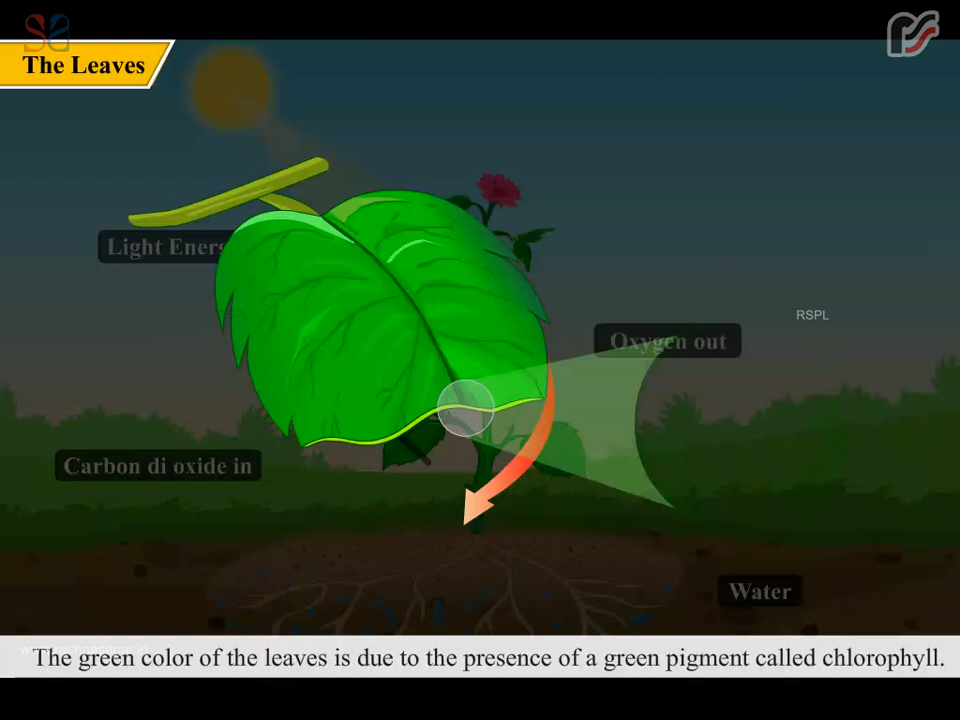 The Leaves
Light Energ
RSPL
Oxygen out
Carbon di oxide in
Water
The green color of the leaves is due to the presence of a green pigment called chlorophyll.